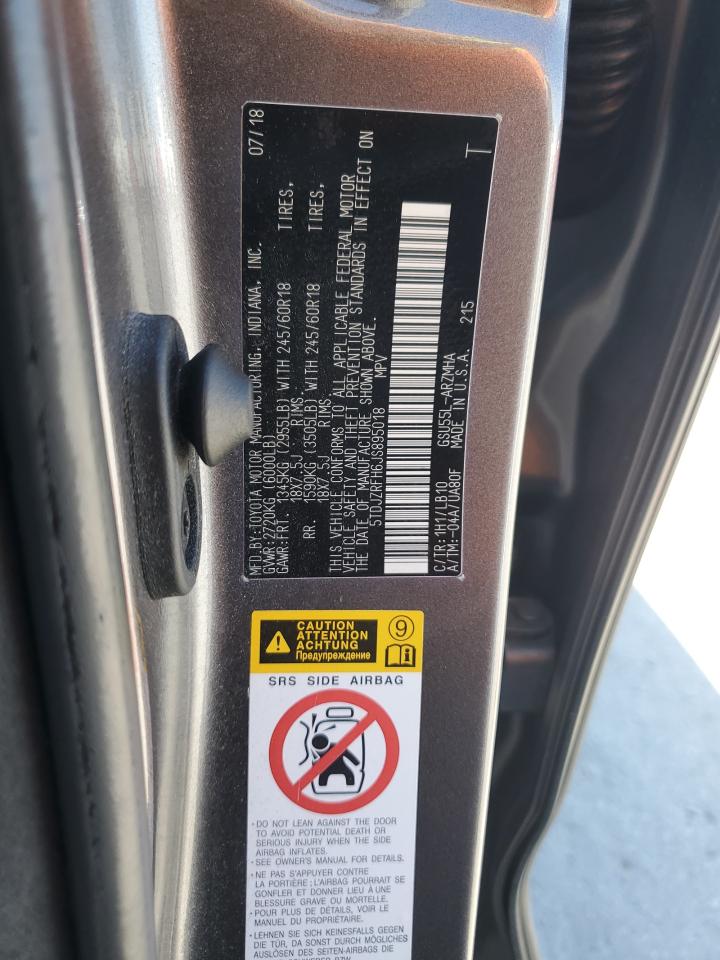 MFD.BY:TOYOTA MOTOR MANUFACTURING, INDIANA, INC. 07/18
GVWR:2720KG (6000LB)
GAWR:FRT. 1345KG (2955LB) WITH 245/60R18 TIRES,
18X7.5J RIMS.
RR. 1590KG (3505LB) WITH 245/60R18 TIRES,
18X7.5J RIMS.
THIS VEHICLE CONFORMS TO ALL APPLICABLE FEDERAL MOTOR
VEHICLE SAFETY AND THEFT PREVENTION STANDARDS IN EFFECT ON
THE DATE OF MANUFACTURE SHOWN ABOVE.
5TDJZRFH6JS895018 MPV
C/TR:1H1/LB10 GSU55L-ARZMHA
A/TM:-04A/UA80F MADE IN U.S.A. 215 T
CAUTION
ATTENTION
ACHTUNG
Предупреждение
9
SRS SIDE AIRBAG
• DO NOT LEAN AGAINST THE DOOR
TO AVOID POTENTIAL DEATH OR
SERIOUS INJURY WHEN THE SIDE
AIRBAG INFLATES.
• SEE OWNER'S MANUAL FOR DETAILS.
• NE PAS S'APPUYER CONTRE
LA PORTIÈRE ; L'AIRBAG POURRAIT SE
GONFLER ET DONNER LIEU À UNE
BLESSURE GRAVE OU MORTELLE.
• POUR PLUS DE DÉTAILS, VOIR LE
MANUEL DU PROPRIÉTAIRE.
• LEHNEN SIE SICH KEINESFALLS GEGEN
DIE TÜR, DA SONST DURCH MÖGLICHES
AUSLÖSEN DES SEITEN-AIRBAGS DIE